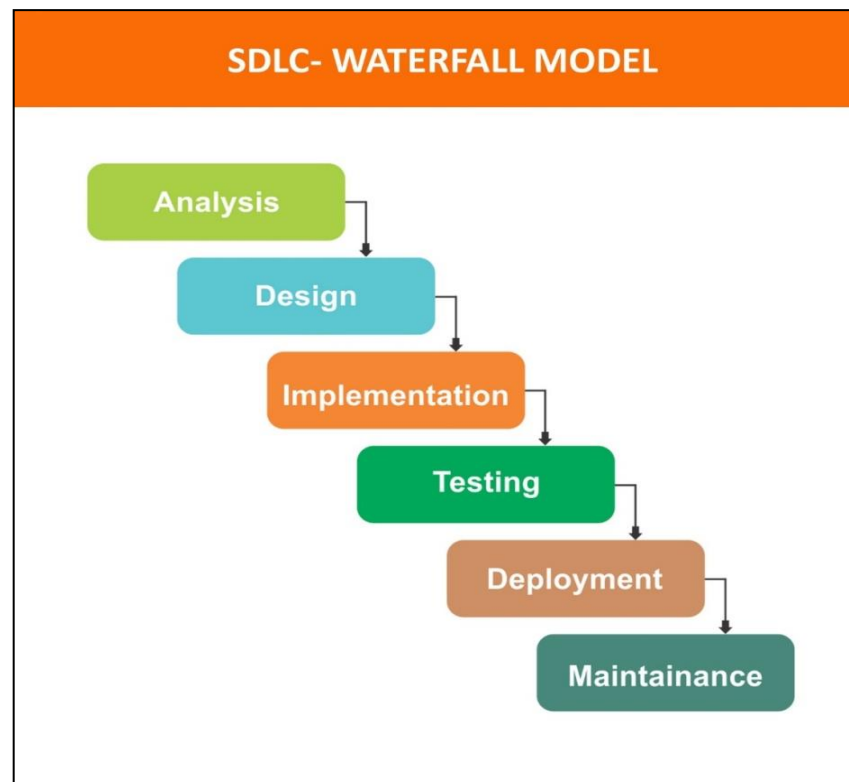 SDLC- WATERFALL MODEL
Analysis
Design
Implementation
Testing
Deployment
Maintainance